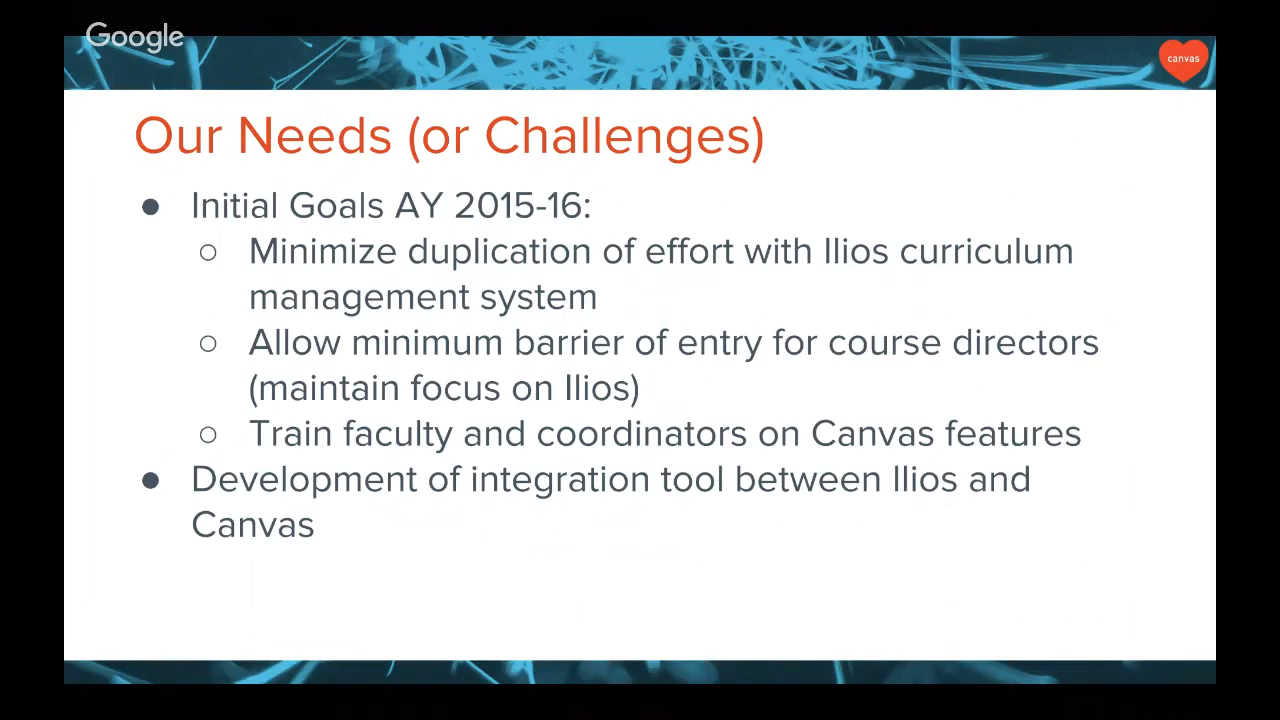 Google
canvas
Our Needs (or Challenges)
● Initial Goals AY 2015-16:
○ Minimize duplication of effort with Ilios curriculum
management system
○ Allow minimum barrier of entry for course directors
(maintain focus on Ilios)
○ Train faculty and coordinators on Canvas features
● Development of integration tool between Ilios and
Canvas